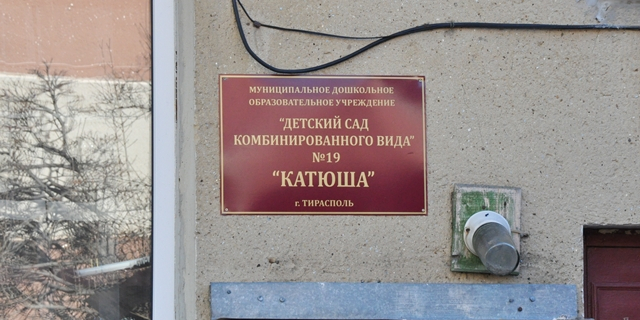 МУНИЦИПАЛЬНОЕ ДОШКОЛЬНОЕ
ОБРАЗОВАТЕЛЬНОЕ УЧРЕЖДЕНИЕ
"ДЕТСКИЙ САД
КОМБИНИРОВАННОГО ВИДА"
№19
"КАТЮША"
г. ТИРАСПОЛЬ